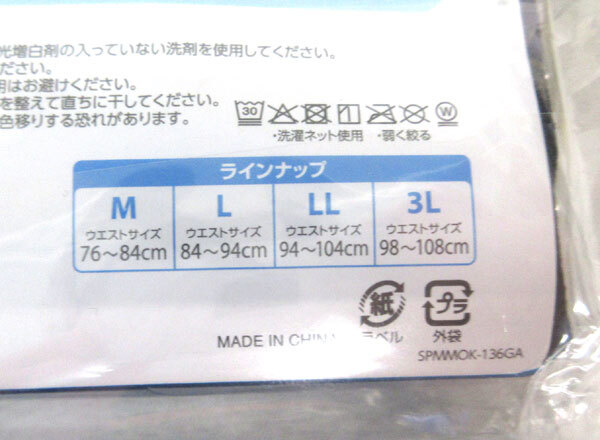 光増白剤の入っていない洗剤を使用してください。
ださい。
用はお避けください。
を整えて直ちに干してください。
色移りする恐れがあります。
30
W
・洗濯ネット使用 ・弱く絞る
ラインナップ
M L LL 3L
ウエストサイズ ウエストサイズ ウエストサイズ ウエストサイズ
76〜84cm 84〜94cm 94〜104cm 98〜108cm
紙 プラ
ラベル 外袋
MADE IN CHIN
SPMMOK-136GA